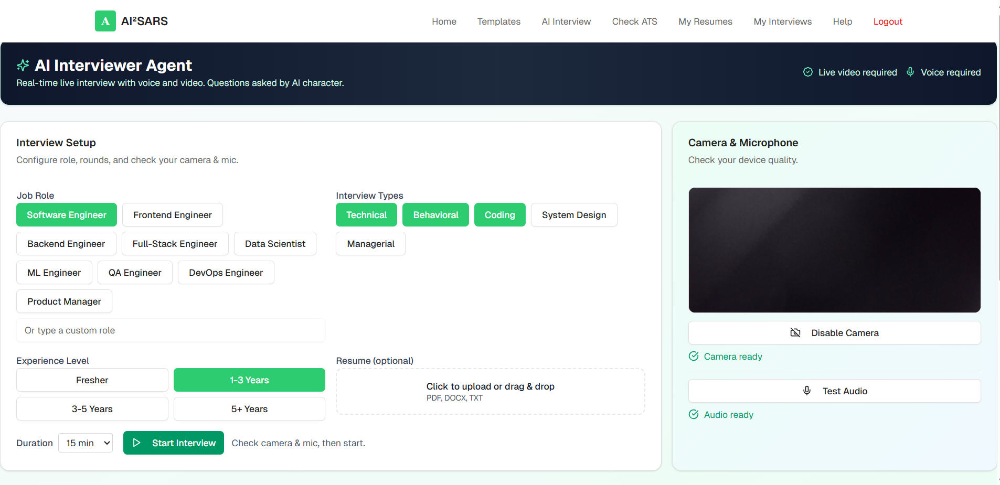 A AI²SARS Home Templates AI Interview Check ATS My Resumes My Interviews Help Logout
AI Interviewer Agent
Real-time live interview with voice and video. Questions asked by AI character.
Live video required Voice required
Interview Setup
Configure role, rounds, and check your camera & mic.
Job Role
Software Engineer Frontend Engineer
Backend Engineer Full-Stack Engineer Data Scientist
ML Engineer QA Engineer DevOps Engineer
Product Manager
Or type a custom role
Interview Types
Technical Behavioral Coding System Design
Managerial
Experience Level
Fresher 1-3 Years
3-5 Years 5+ Years
Resume (optional)
Click to upload or drag & drop
PDF, DOCX, TXT
Duration 15 min Start Interview Check camera & mic, then start.
Camera & Microphone
Check your device quality.
Disable Camera
Camera ready
Test Audio
Audio ready